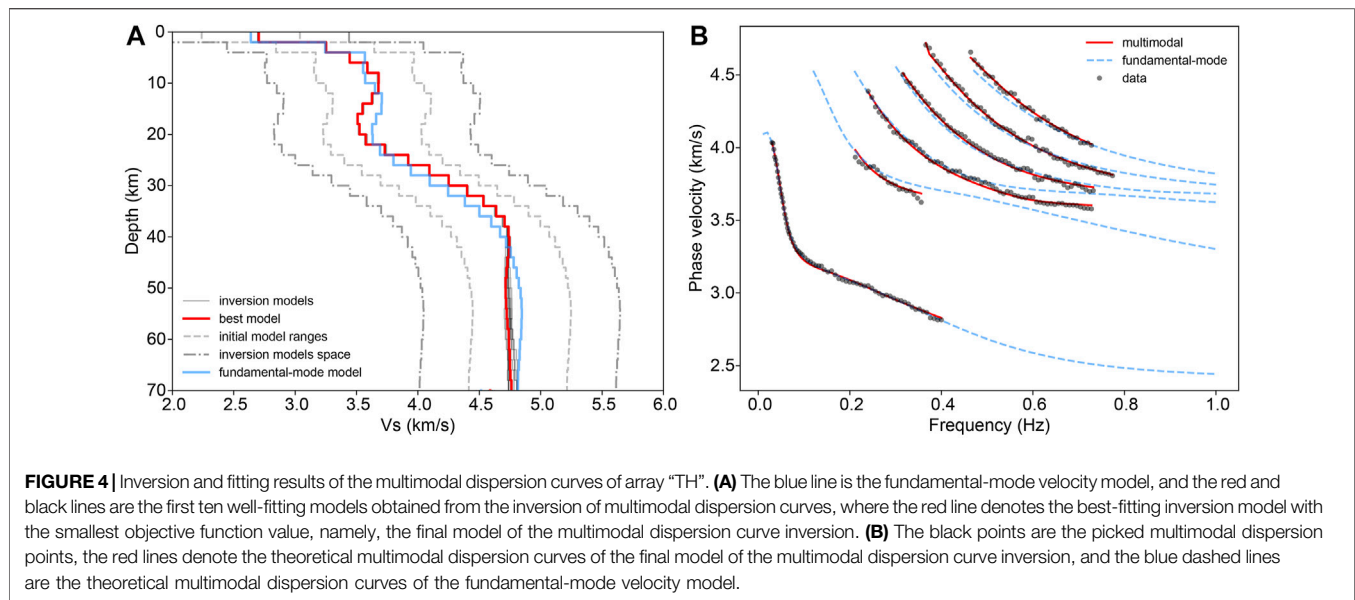 A
0
10
20
30
40
50
60
70
Depth (km)
inversion models
best model
initial model ranges
inversion models space
fundamental-mode model
2.0 2.5 3.0 3.5 4.0 4.5 5.0 5.5 6.0
Vs (km/s)
B
multimodal
fundamental-mode
data
4.5
4.0
3.5
3.0
2.5
Phase velocity (km/s)
0.0 0.2 0.4 0.6 0.8 1.0
Frequency (Hz)
FIGURE 4 | Inversion and fitting results of the multimodal dispersion curves of array “TH”. (A) The blue line is the fundamental-mode velocity model, and the red and
black lines are the first ten well-fitting models obtained from the inversion of multimodal dispersion curves, where the red line denotes the best-fitting inversion model with
the smallest objective function value, namely, the final model of the multimodal dispersion curve inversion. (B) The black points are the picked multimodal dispersion
points, the red lines denote the theoretical multimodal dispersion curves of the final model of the multimodal dispersion curve inversion, and the blue dashed lines
are the theoretical multimodal dispersion curves of the fundamental-mode velocity model.